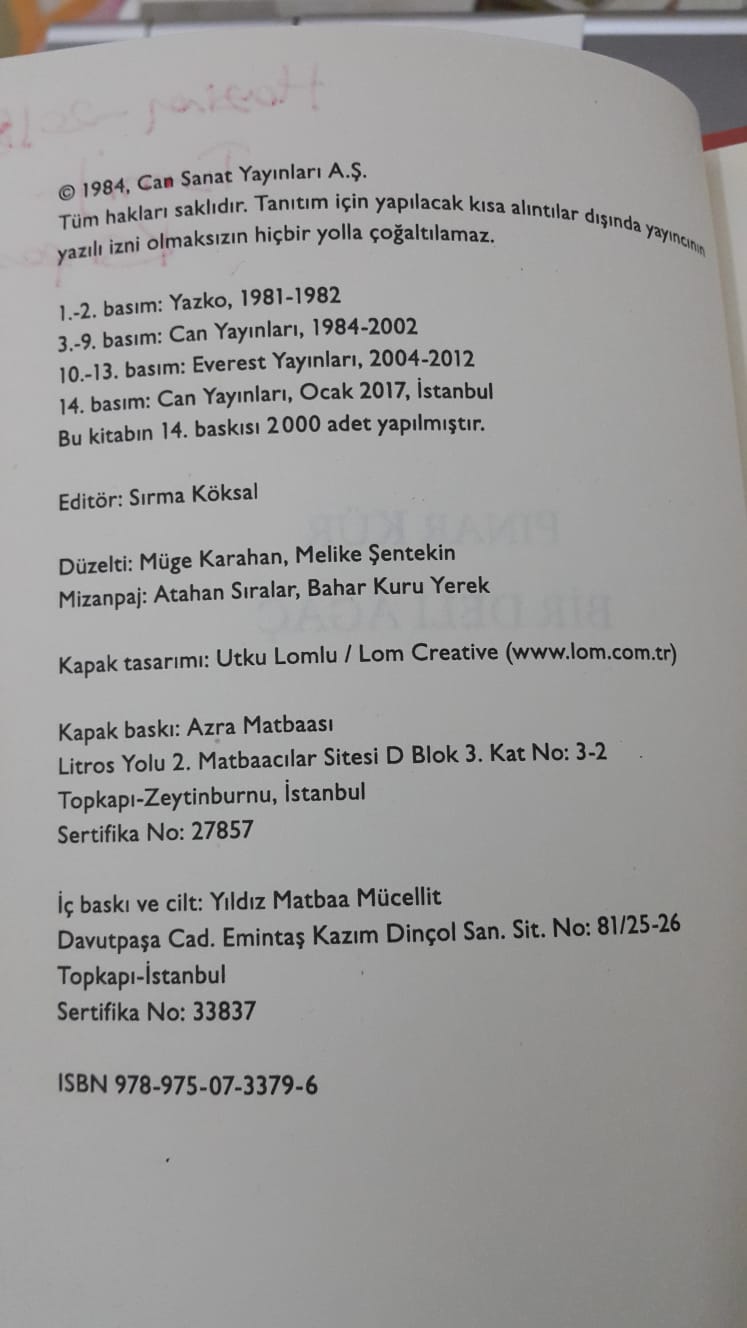 © 1984, Can Sanat Yayınları A.Ş.
Tüm hakları saklıdır. Tanıtım için yapılacak kısa alıntılar dışında yayıncının
yazılı izni olmaksızın hiçbir yolla çoğaltılamaz.
1.-2. basım: Yazko, 1981-1982
3.-9. basım: Can Yayınları, 1984-2002
10.-13. basım: Everest Yayınları, 2004-2012
14. basım: Can Yayınları, Ocak 2017, İstanbul
Bu kitabın 14. baskısı 2000 adet yapılmıştır.
Editör: Sırma Köksal
Düzelti: Müge Karahan, Melike Şentekin
Mizanpaj: Atahan Sıralar, Bahar Kuru Yerek
Kapak tasarımı: Utku Lomlu / Lom Creative (www.lom.com.tr)
Kapak baskı: Azra Matbaası
Litros Yolu 2. Matbaacılar Sitesi D Blok 3. Kat No: 3-2
Topkapı-Zeytinburnu, İstanbul
Sertifika No: 27857
İç baskı ve cilt: Yıldız Matbaa Mücellit
Davutpaşa Cad. Emintaş Kazım Dinçol San. Sit. No: 81/25-26
Topkapı-İstanbul
Sertifika No: 33837
ISBN 978-975-07-3379-6
PINAR KÜR
BİR DELİ AĞAÇ